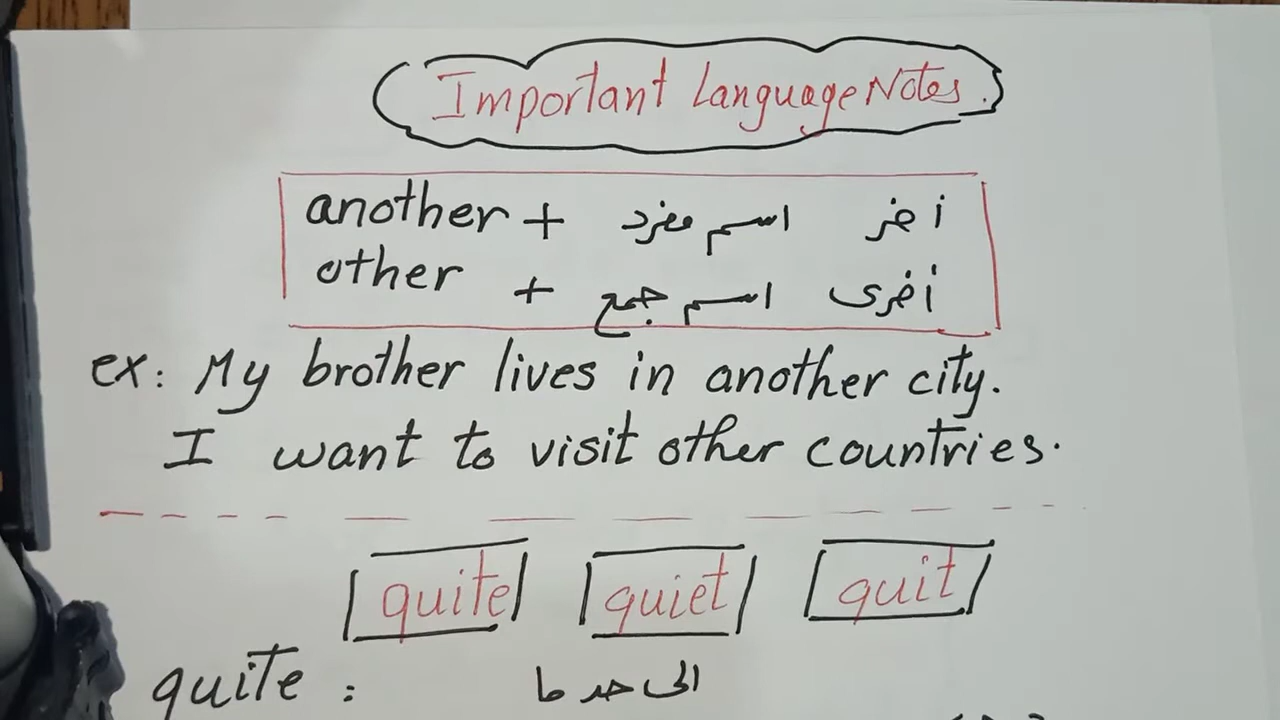 Important Language Notes.
another + اسم مفرد أخر
other + اسم جمع أخرى
ex: My brother lives in another city.
I want to visit other countries.
quite quiet quit
quite : الى حد ما